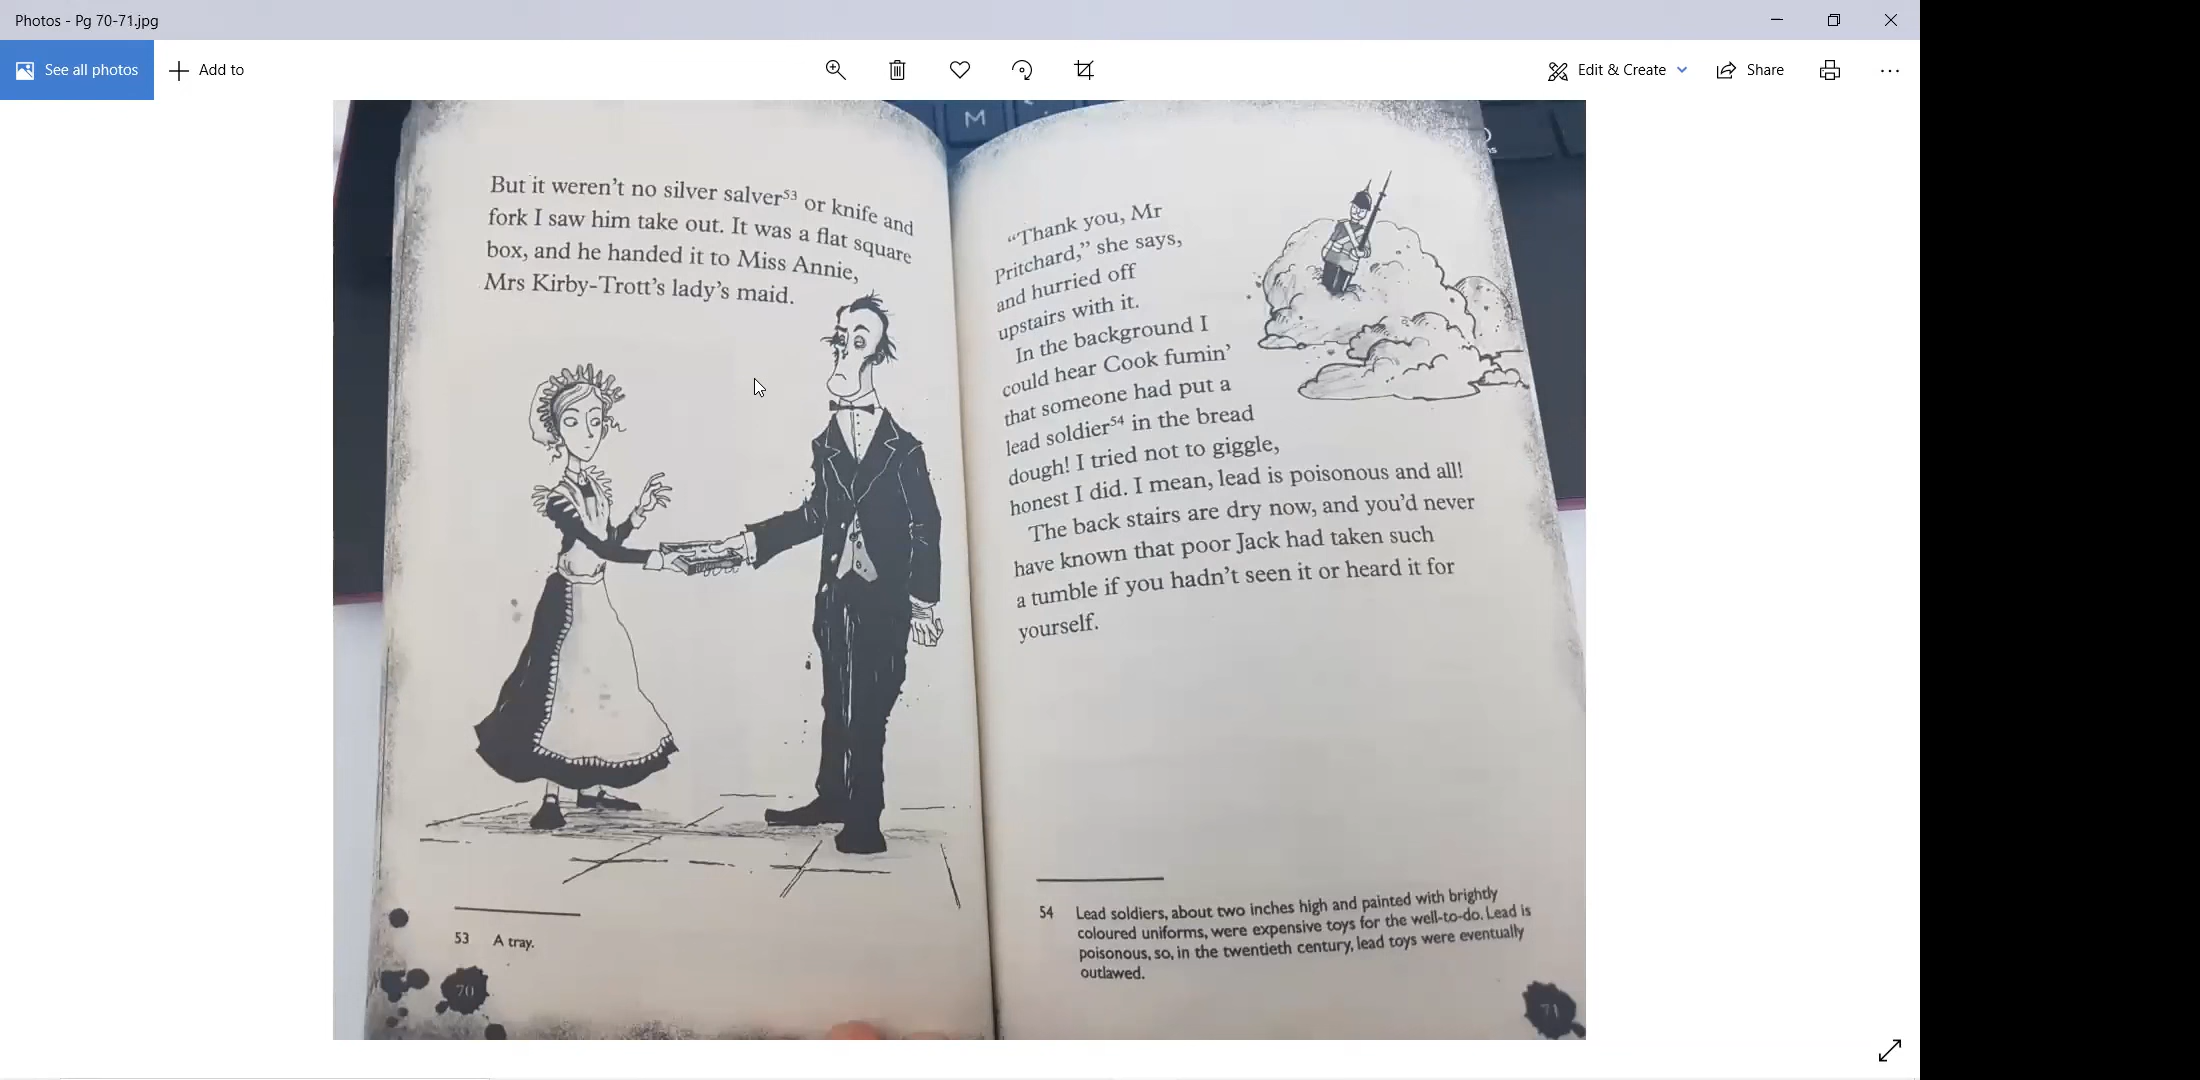 Photos - Pg 70-71.jpg
See all photos
Add to
Edit & Create
Share
M
But it weren't no silver salver⁵³ or knife and
fork I saw him take out. It was a flat square
box, and he handed it to Miss Annie,
Mrs Kirby-Trott's lady's maid.
53 A tray.
70
“Thank you, Mr
Pritchard,” she says,
and hurried off
upstairs with it.
In the background I
could hear Cook fumin'
that someone had put a
lead soldier⁵⁴ in the bread
dough! I tried not to giggle,
honest I did. I mean, lead is poisonous and all!
The back stairs are dry now, and you'd never
have known that poor Jack had taken such
a tumble if you hadn't seen it or heard it for
yourself.
54 Lead soldiers, about two inches high and painted with brightly
coloured uniforms, were expensive toys for the well-to-do. Lead is
poisonous, so, in the twentieth century, lead toys were eventually
outlawed.
71